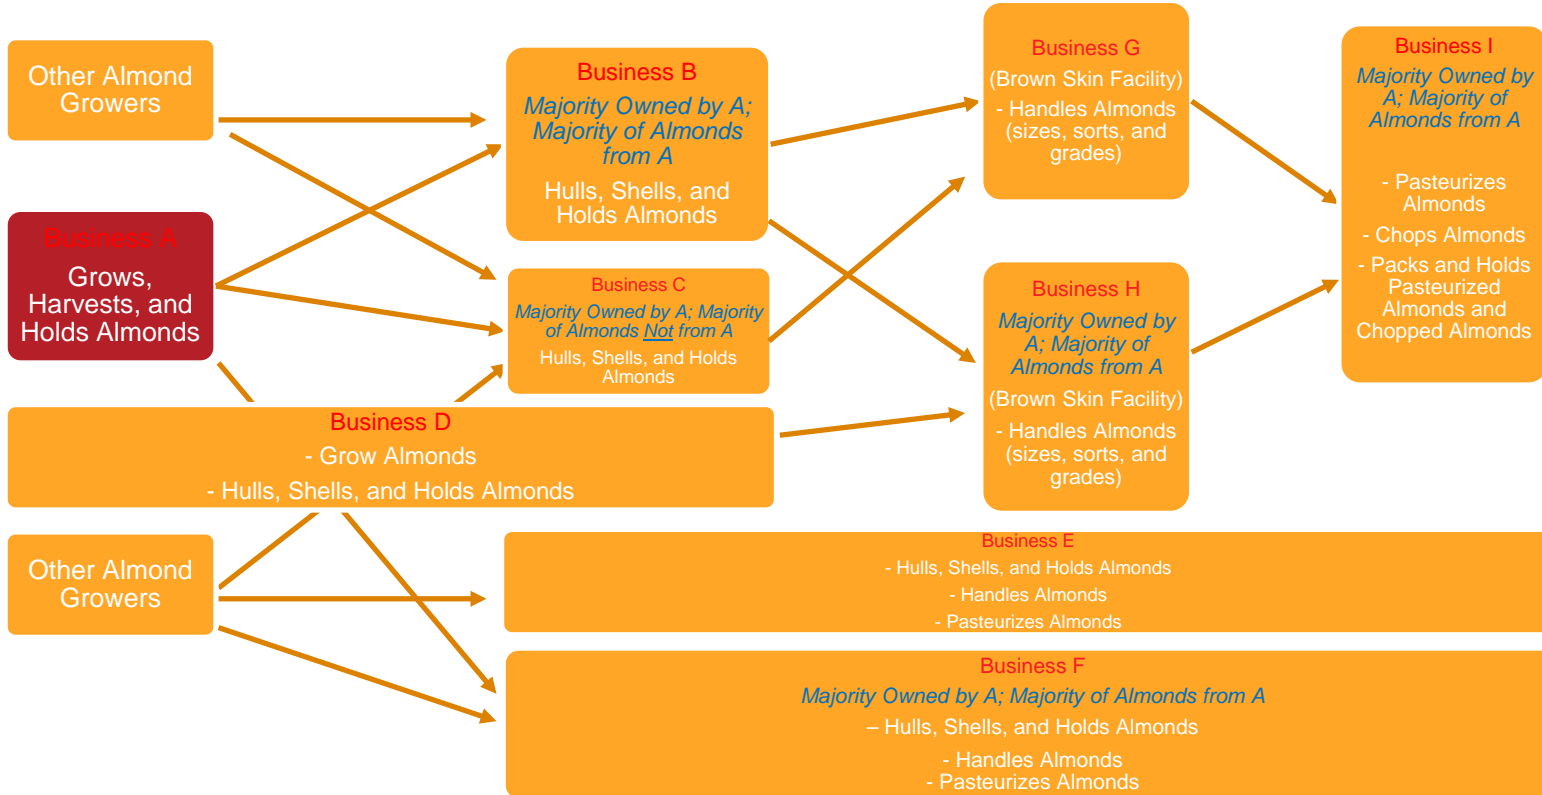 Other Almond
Growers
Business A
Grows,
Harvests, and
Holds Almonds
Business B
Majority Owned by A;
Majority of Almonds
from A
Hulls, Shells, and
Holds Almonds
Business C
Majority Owned by A; Majority
of Almonds Not from A
Hulls, Shells, and Holds
Almonds
Business G
(Brown Skin Facility)
- Handles Almonds
(sizes, sorts, and
grades)
Business H
Majority Owned by
A; Majority of
Almonds from A
(Brown Skin Facility)
- Handles Almonds
(sizes, sorts, and
grades)
Business I
Majority Owned by
A; Majority of
Almonds from A
- Pasteurizes
Almonds
- Chops Almonds
- Packs and Holds
Pasteurized
Almonds and
Chopped Almonds
Business D
- Grow Almonds
- Hulls, Shells, and Holds Almonds
Other Almond
Growers
Business E
- Hulls, Shells, and Holds Almonds
- Handles Almonds
- Pasteurizes Almonds
Business F
Majority Owned by A; Majority of Almonds from A
– Hulls, Shells, and Holds Almonds
- Handles Almonds
- Pasteurizes Almonds